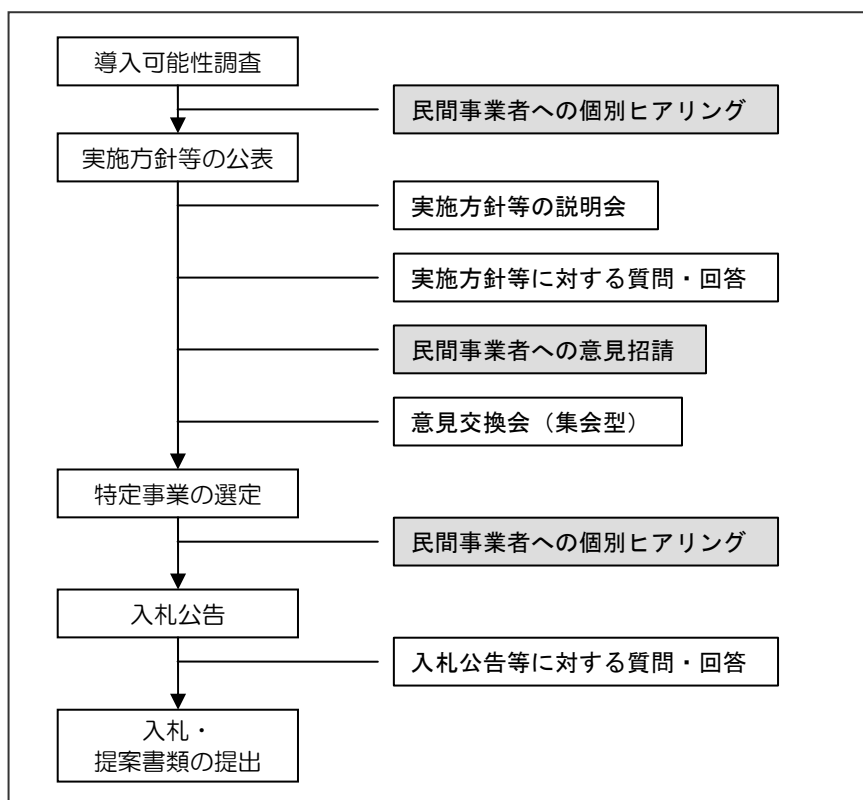 導入可能性調査
民間事業者への個別ヒアリング
実施方針等の公表
実施方針等の説明会
実施方針等に対する質問・回答
民間事業者への意見招請
意見交換会（集会型）
特定事業の選定
民間事業者への個別ヒアリング
入札公告
入札公告等に対する質問・回答
入札・
提案書類の提出